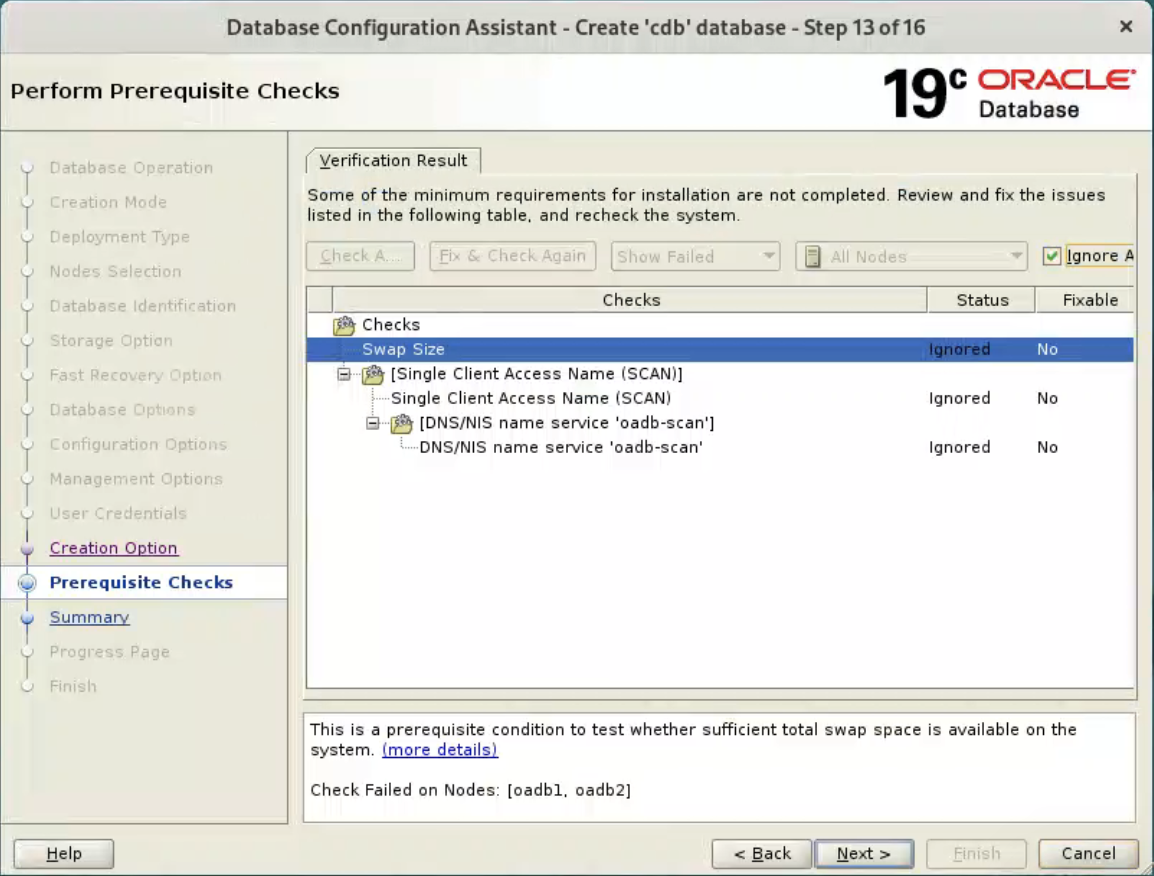 Database Configuration Assistant - Create 'cdb' database - Step 13 of 16
Perform Prerequisite Checks
19c ORACLE
Database
Database Operation
Creation Mode
Deployment Type
Nodes Selection
Database Identification
Storage Option
Fast Recovery Option
Database Options
Configuration Options
Management Options
User Credentials
Creation Option
Prerequisite Checks
Summary
Progress Page
Finish
Verification Result
Some of the minimum requirements for installation are not completed. Review and fix the issues
listed in the following table, and recheck the system.
Check A... Fix & Check Again Show Failed All Nodes Ignore A
Checks Status Fixable
Checks
Swap Size Ignored No
[Single Client Access Name (SCAN)]
Single Client Access Name (SCAN) Ignored No
[DNS/NIS name service 'oadb-scan']
DNS/NIS name service 'oadb-scan' Ignored No
This is a prerequisite condition to test whether sufficient total swap space is available on the
system. (more details)
Check Failed on Nodes: [oadb1, oadb2]
Help < Back Next > Finish Cancel